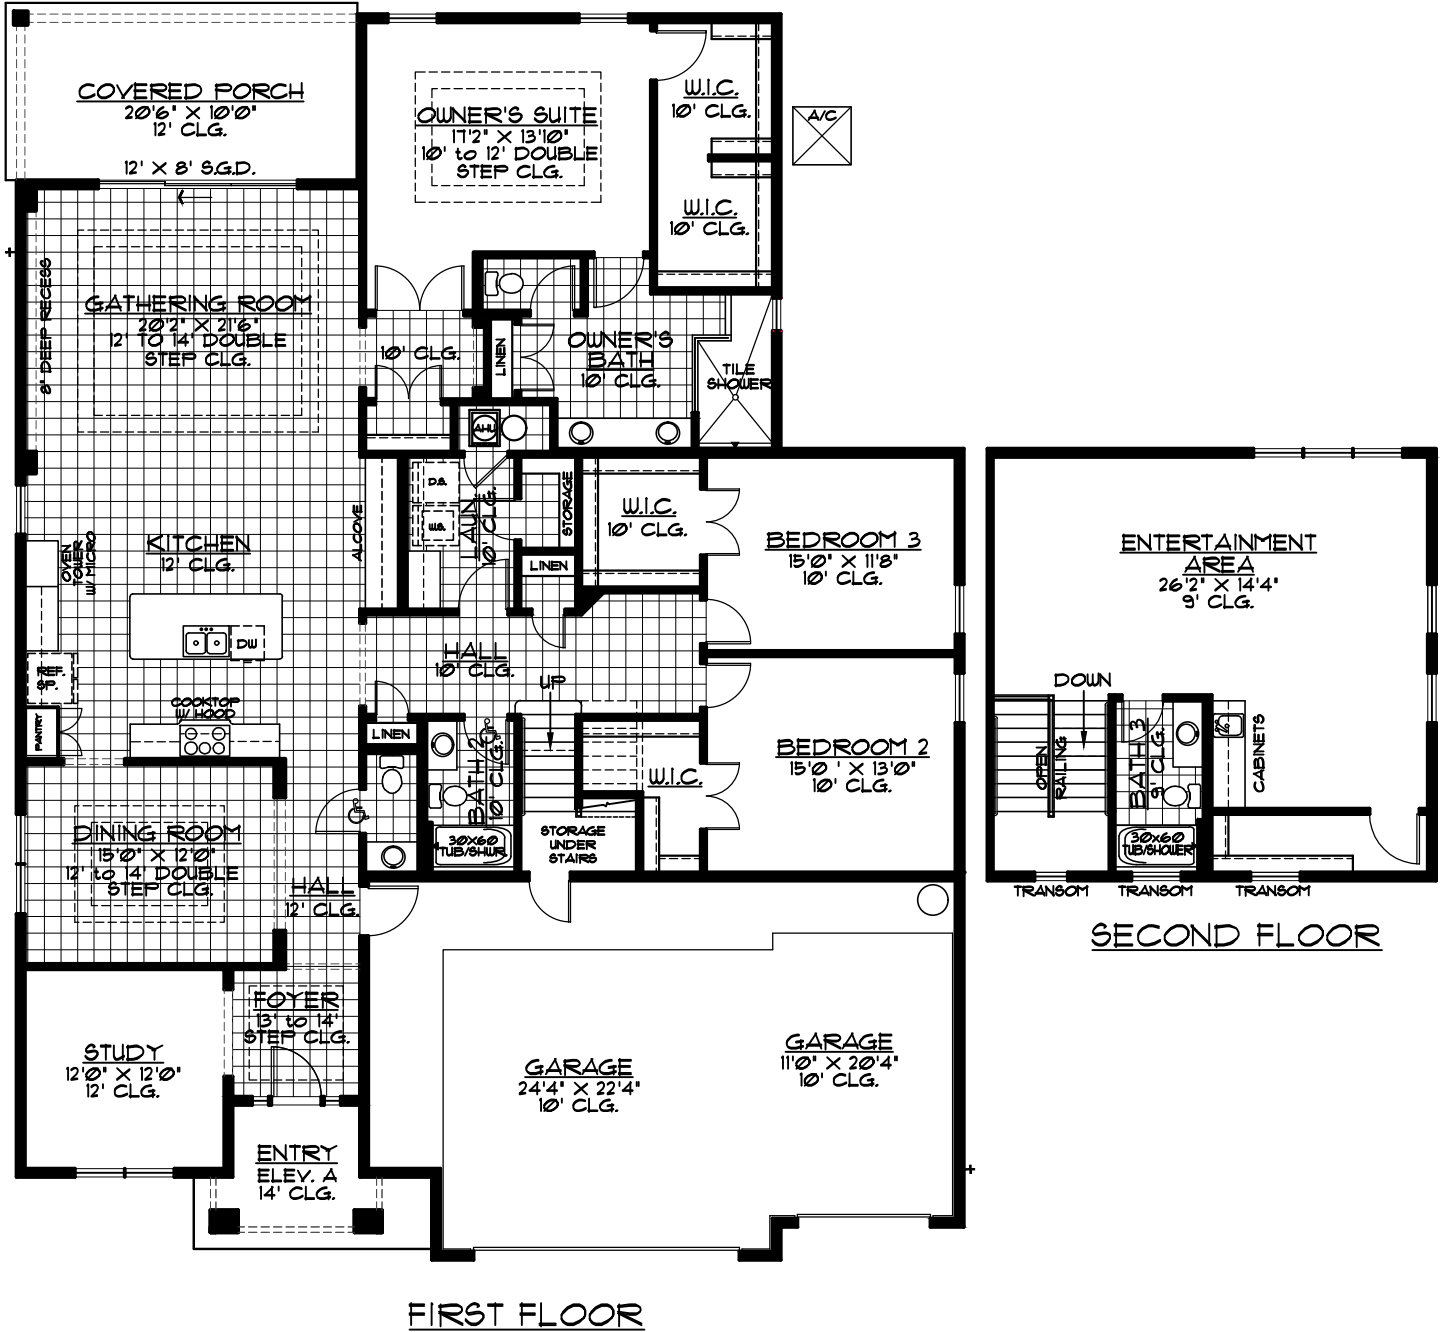 COVERED PORCH
20'6" X 10'0"
12' CLG.
12' X 8' S.G.D.
OWNER'S SUITE
17'2" X 13'10"
10' to 12' DOUBLE
STEP CLG.
W.I.C.
10' CLG.
A/C
W.I.C.
10' CLG.
8' DEEP RECESS
GATHERING ROOM
20'2" X 21'6"
12' TO 14' DOUBLE
STEP CLG.
10' CLG.
LINEN
OWNER'S
BATH
10' CLG.
TILE
SHOWER
AHU
D.S.
W.S.
LAUN
10' CLG.
STORAGE
LINEN
W.I.C.
10' CLG.
BEDROOM 3
15'0" X 11'8"
10' CLG.
ALCOVE
KITCHEN
12' CLG.
OVEN
TOWER
W/ MICRO
DW
REF.
SP.
COOKTOP
W/ HOOD
PANTRY
HALL
10' CLG.
UP
LINEN
BATH 2
10' CLG.
30x60
TUB/SHWR.
W.I.C.
BEDROOM 2
15'0' X 13'0"
10' CLG.
STORAGE
UNDER
STAIRS
DINING ROOM
15'0" X 12'0"
12' to 14' DOUBLE
STEP CLG.
HALL
12' CLG.
FOYER
13' to 14'
STEP CLG.
STUDY
12'0" X 12'0"
12' CLG.
GARAGE
24'4" X 22'4"
10' CLG.
GARAGE
11'0" X 20'4"
10' CLG.
ENTRY
ELEV. A
14' CLG.
FIRST FLOOR
ENTERTAINMENT
AREA
26'2" X 14'4"
9' CLG.
DOWN
OPEN
RAILING
BATH 3
9' CLG.
CABINETS
30x60
TUB/SHOWER
TRANSOM
TRANSOM
TRANSOM
SECOND FLOOR